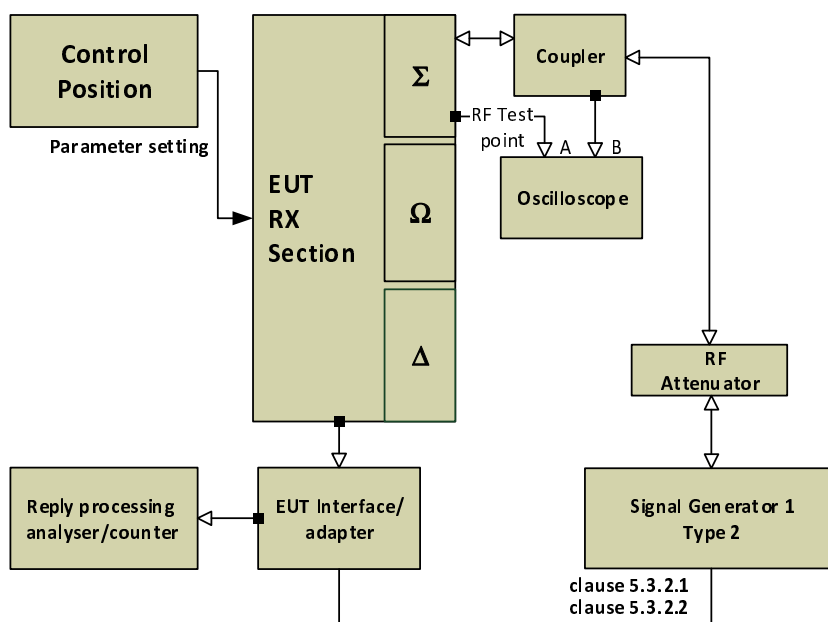 Control
Position
Parameter setting
EUT
RX
Section
Σ
Ω
Δ
Coupler
RF Test
point
A
B
Oscilloscope
RF
Attenuator
Reply processing
analyser/counter
EUT Interface/
adapter
Signal Generator 1
Type 2
clause 5.3.2.1
clause 5.3.2.2